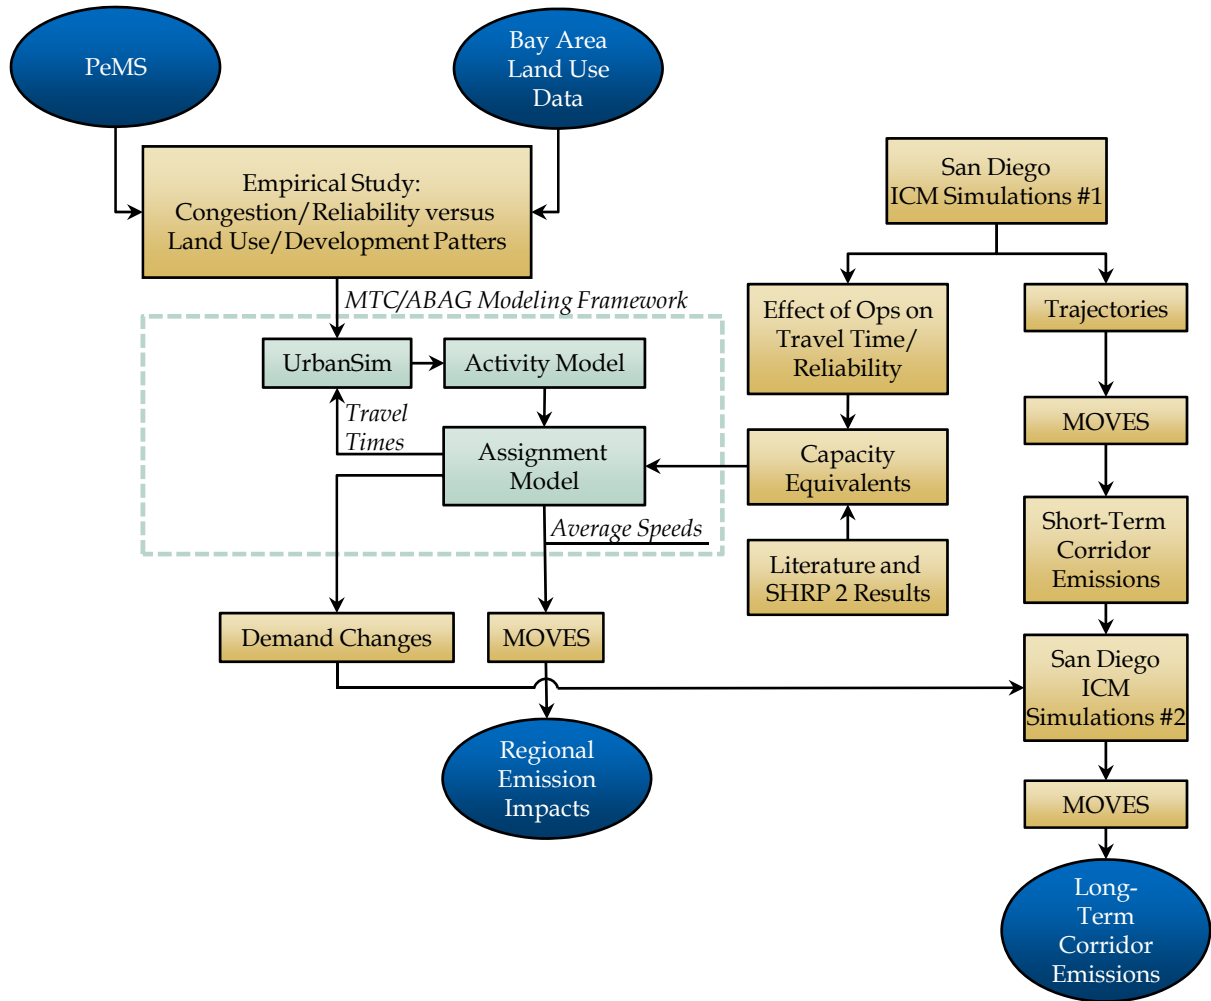 PeMS
Bay Area
Land Use
Data
Empirical Study:
Congestion/Reliability versus
Land Use/Development Patters
San Diego
ICM Simulations #1
MTC/ABAG Modeling Framework
UrbanSim
Activity Model
Travel
Times
Assignment
Model
Average Speeds
Effect of Ops on
Travel Time/
Reliability
Trajectories
Capacity
Equivalents
MOVES
Literature and
SHRP 2 Results
Short-Term
Corridor
Emissions
Demand Changes
MOVES
San Diego
ICM
Simulations #2
Regional
Emission
Impacts
MOVES
Long-
Term
Corridor
Emissions